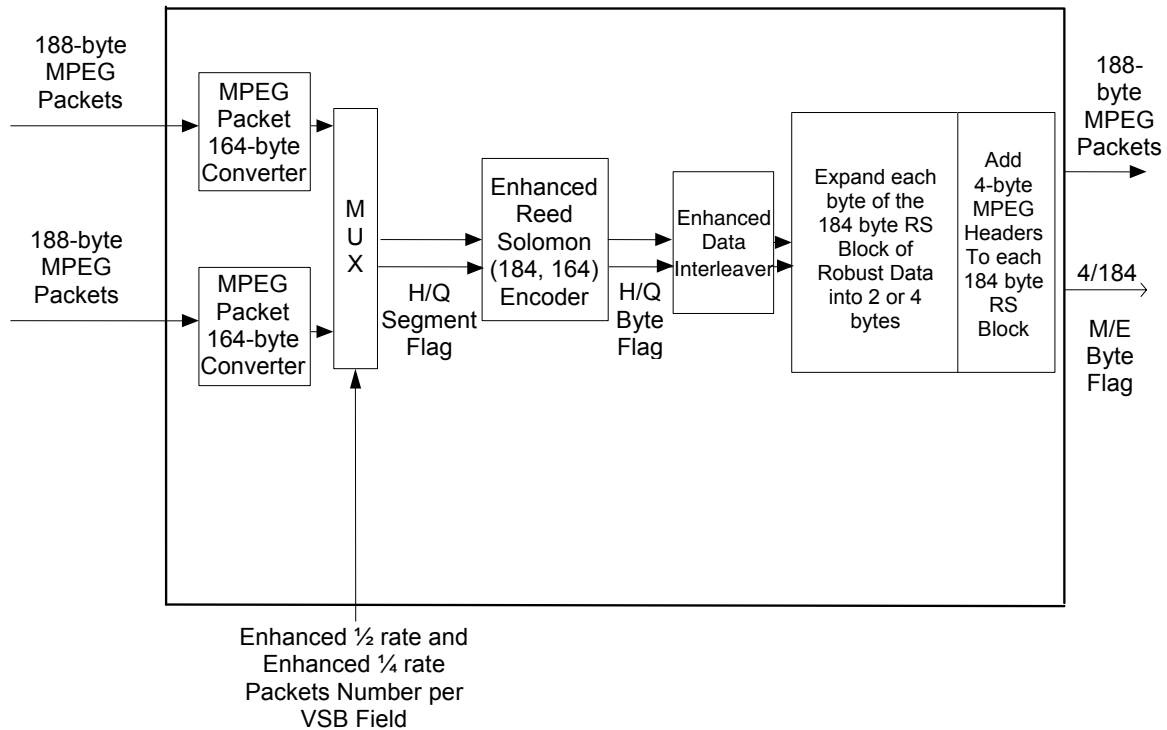 188-byte
MPEG
Packets
MPEG
Packet
164-byte
Converter
188-byte
MPEG
Packets
MPEG
Packet
164-byte
Converter
M
U
X
H/Q
Segment
Flag
Enhanced
Reed
Solomon
(184, 164)
Encoder
H/Q
Byte
Flag
Enhanced
Data
Interleaver
Expand each
byte of the
184 byte RS
Block of
Robust Data
into 2 or 4
bytes
Add
4-byte
MPEG
Headers
To each
184 byte
RS
Block
188-
byte
MPEG
Packets
4/184
M/E
Byte
Flag
Enhanced ½ rate and
Enhanced ¼ rate
Packets Number per
VSB Field